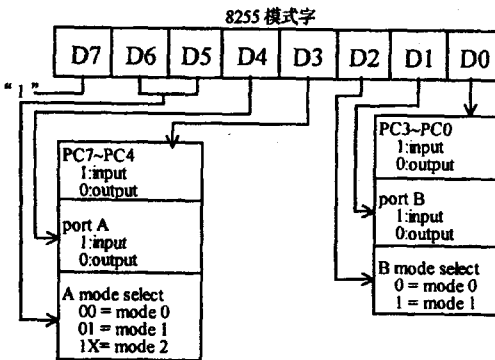 8255 模式字
D7 D6 D5 D4 D3 D2 D1 D0
“1”
PC7~PC4
1:input
0:output
port A
1:input
0:output
A mode select
00 = mode 0
01 = mode 1
1X= mode 2
PC3~PC0
1:input
0:output
port B
1:input
0:output
B mode select
0 = mode 0
1 = mode 1